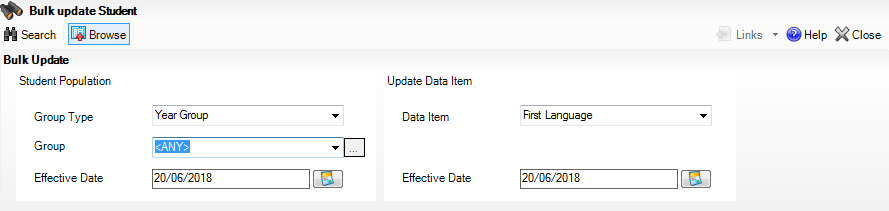 Bulk update Student
Search Browse Links Help Close
Bulk Update
Student Population Update Data Item
Group Type Year Group Data Item First Language
Group <ANY> ...
Effective Date 20/06/2018 Effective Date 20/06/2018